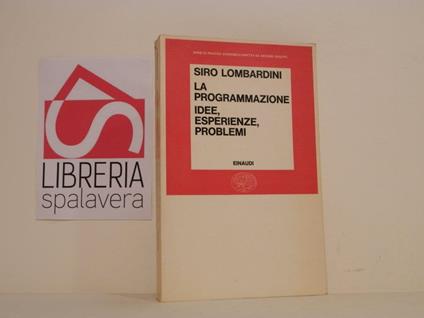 LIBRERIA
spalavera
SIRO LOMBARDINI
LA
PROGRAMMAZIONE
IDEE,
ESPERIENZE,
PROBLEMI
EINAUDI